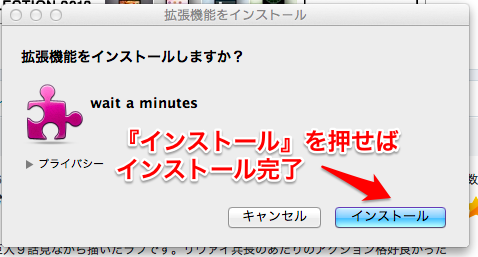 拡張機能をインストール
拡張機能をインストールしますか？
wait a minutes
『インストール』を押せば
インストール完了
プライバシー
数
キャンセル
インストール
９話見ながら描いたラフです。リヴァイ兵長のあたりのアクション格好良かった